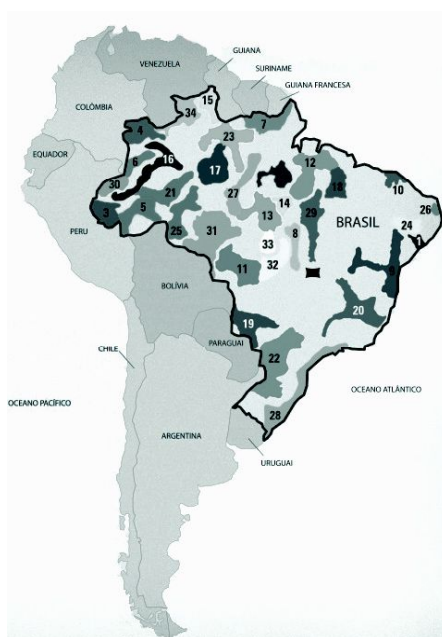 VENEZUELA
GUIANA
SURINAME
GUIANA FRANCESA
COLÔMBIA
EQUADOR
PERU
BOLÍVIA
PARAGUAI
CHILE
ARGENTINA
URUGUAI
BRASIL
OCEANO PACÍFICO
OCEANO ATLÂNTICO
15
34
4
7
23
6
16
17
12
18
10
30
21
27
26
3
5
14
13
29
24
25
31
8
1
33
32
11
9
20
19
22
28